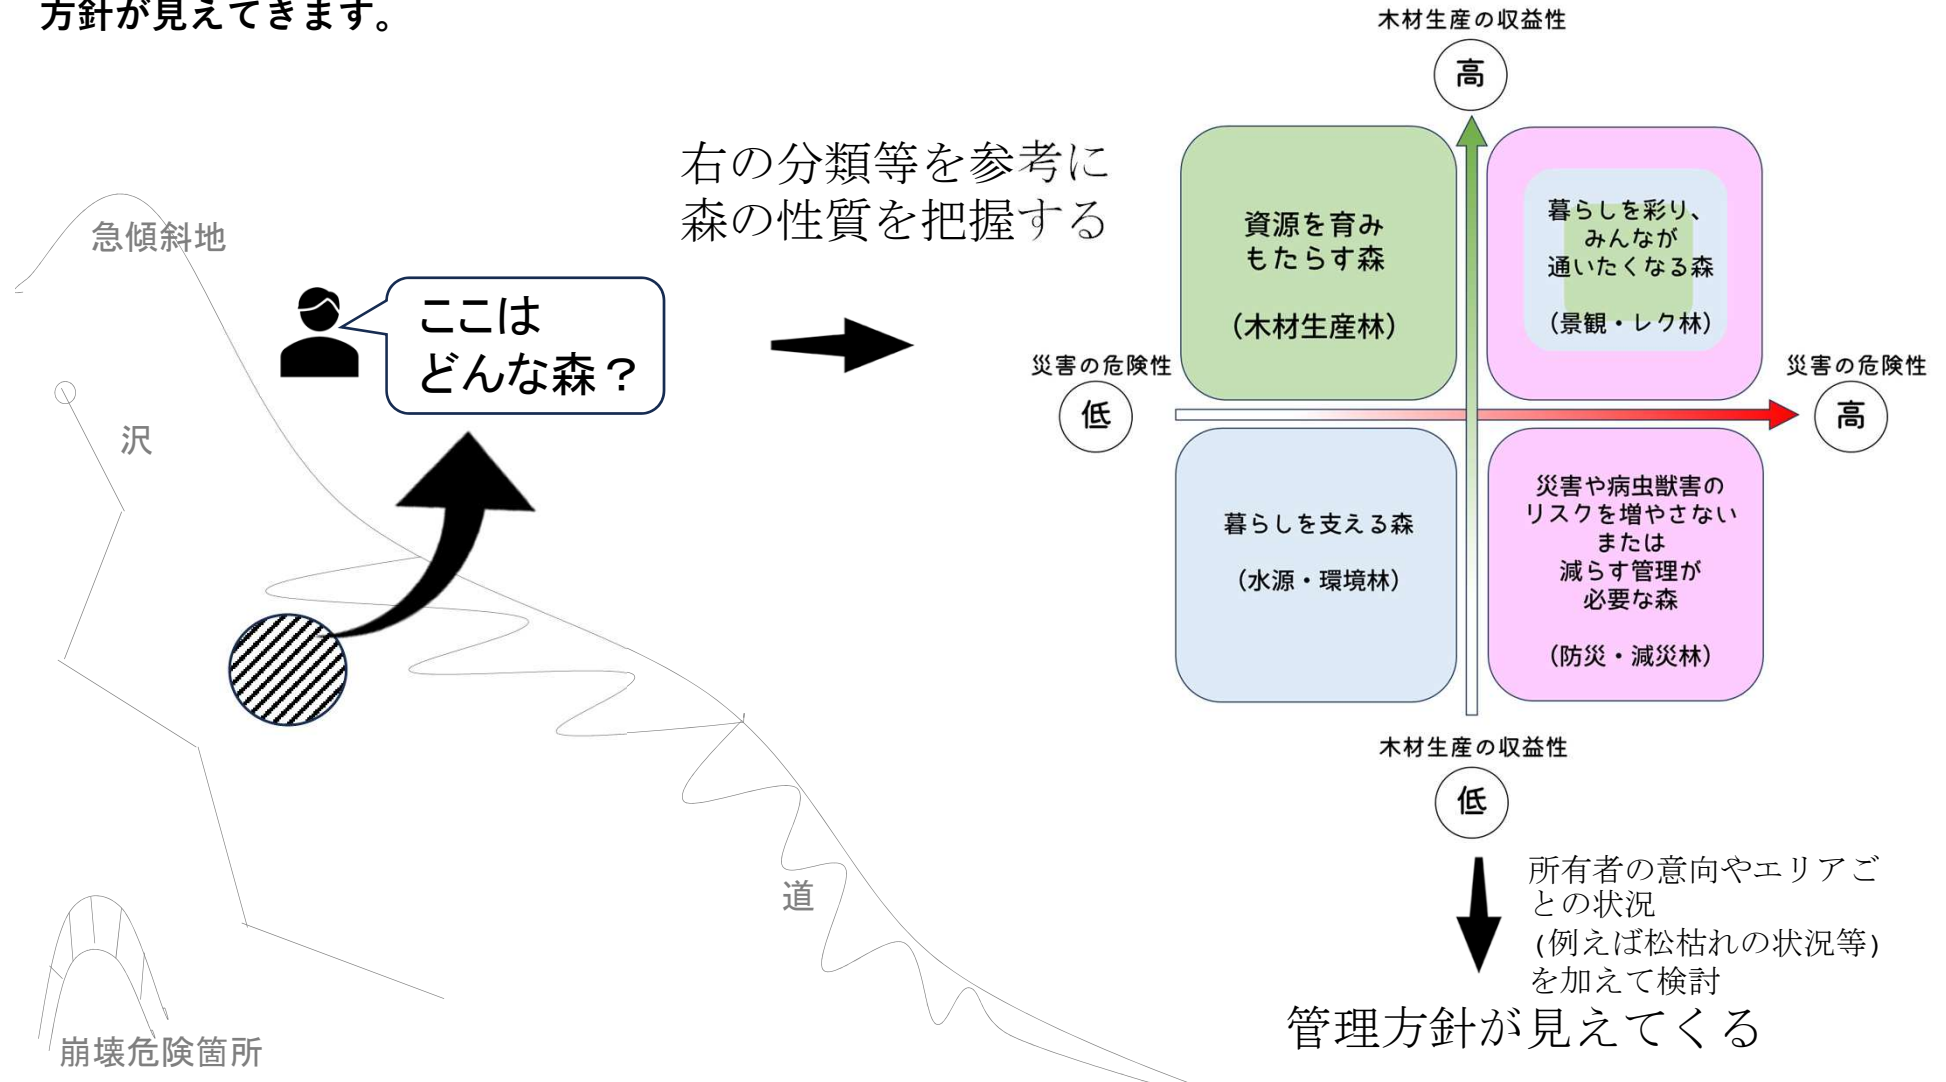 方針が見えてきます。
急傾斜地
沢
ここは
どんな森？
道
崩壊危険箇所
右の分類等を参考に
森の性質を把握する
木材生産の収益性
高
資源を育み
もたらす森
（木材生産林）
暮らしを彩り、
みんなが
通いたくなる森
（景観・レク林）
災害の危険性
低
災害の危険性
高
暮らしを支える森
（水源・環境林）
災害や病虫獣害の
リスクを増やさない
または
減らす管理が
必要な森
（防災・減災林）
木材生産の収益性
低
所有者の意向やエリアご
との状況
(例えば松枯れの状況等)
を加えて検討
管理方針が見えてくる